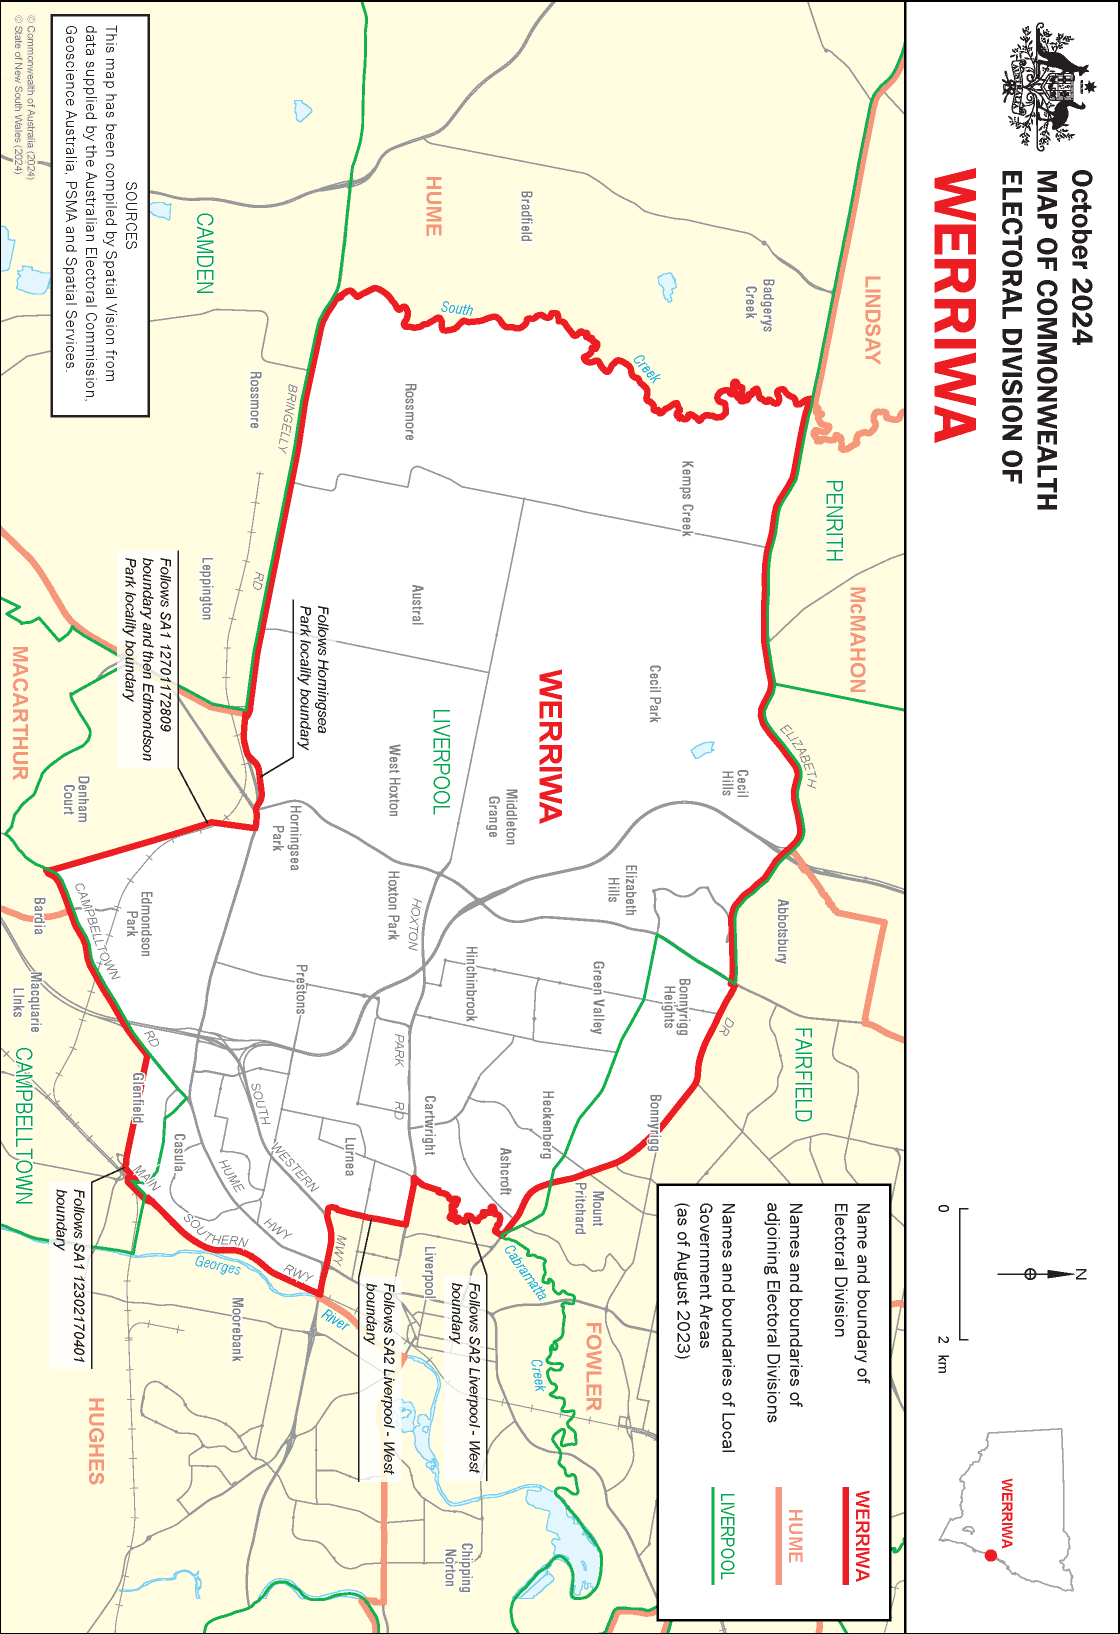 October 2024
MAP OF COMMONWEALTH
ELECTORAL DIVISION OF
WERRIWA
AUSTRALIA
0 2 km
N
WERRIWA
Name and boundary of
Electoral Division
WERRIWA
Names and boundaries of
adjoining Electoral Divisions
HUME
Names and boundaries of Local
Government Areas
(as of August 2023)
LIVERPOOL
LINDSAY
PENRITH
McMAHON
ELIZABETH
DR
Abbotsbury
FAIRFIELD
Badgerys
Creek
Bradfield
HUME
South
Creek
Kemps Creek
Cecil Park
Cecil
Hills
Elizabeth
Hills
Bonnyrigg
Heights
Bonnyrigg
Green Valley
Mount
Pritchard
Heckenberg
Ashcroft
FOWLER
Cabramatta
Creek
WERRIWA
Middleton
Grange
Hinchinbrook
LIVERPOOL
Rossmore
Austral
West Hoxton
Hoxton Park
HOXTON
PARK
RD
Cartwright
Liverpool
Follows SA2 Liverpool - West
boundary
Follows SA2 Liverpool - West
boundary
Chipping
Norton
Follows Horningsea
Park locality boundary
Horningsea
Park
Prestons
Lurnea
SOUTH
WESTERN
MWY
River
CAMDEN
Rossmore
BRINGELLY
RD
Leppington
Follows SA1 12701172809
boundary and then Edmondson
Park locality boundary
Edmondson
Park
Casula
HUME
HWY
MAIN
SOUTHERN
RWY
Georges
Moorebank
Glenfield
CAMPBELLTOWN
RD
Denham
Court
Bardia
Macquarie
Links
MACARTHUR
CAMPBELLTOWN
Follows SA1 12302170401
boundary
HUGHES
SOURCES
This map has been compiled by Spatial Vision from
data supplied by the Australian Electoral Commission,
Geoscience Australia, PSMA and Spatial Services.
© Commonwealth of Australia (2024)
© State of New South Wales (2024)